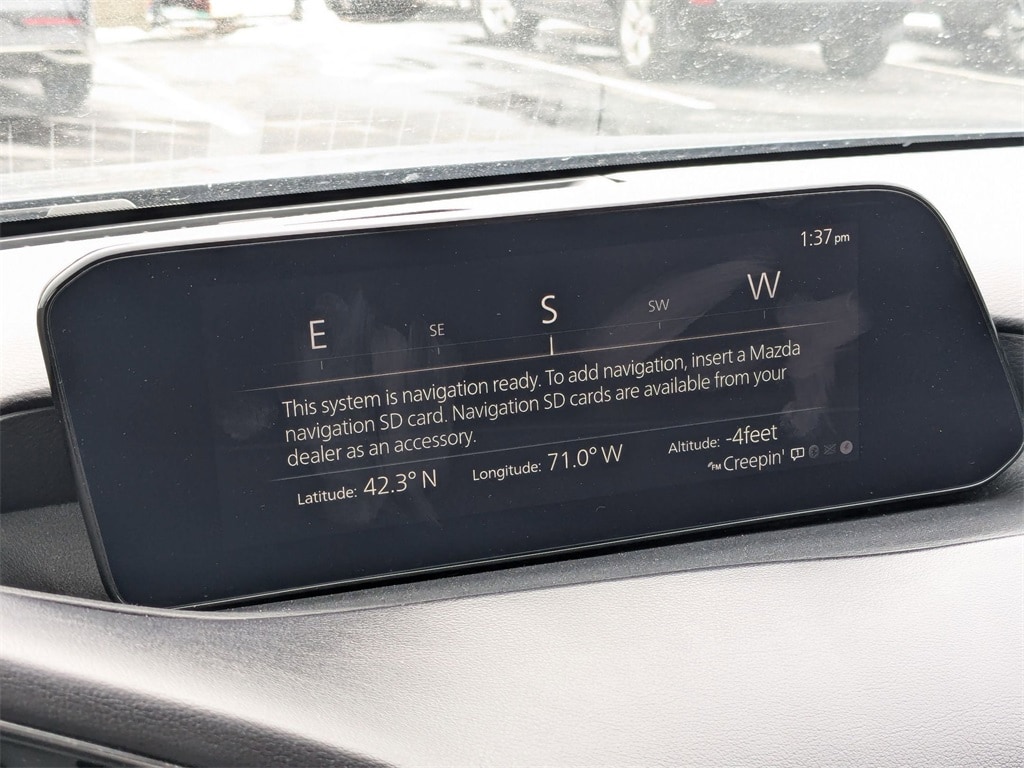 1:37 pm
E SE S SW W
This system is navigation ready. To add navigation, insert a Mazda
navigation SD card. Navigation SD cards are available from your
dealer as an accessory.
Latitude: 42.3° N Longitude: 71.0° W Altitude: -4feet
FM Creepin'